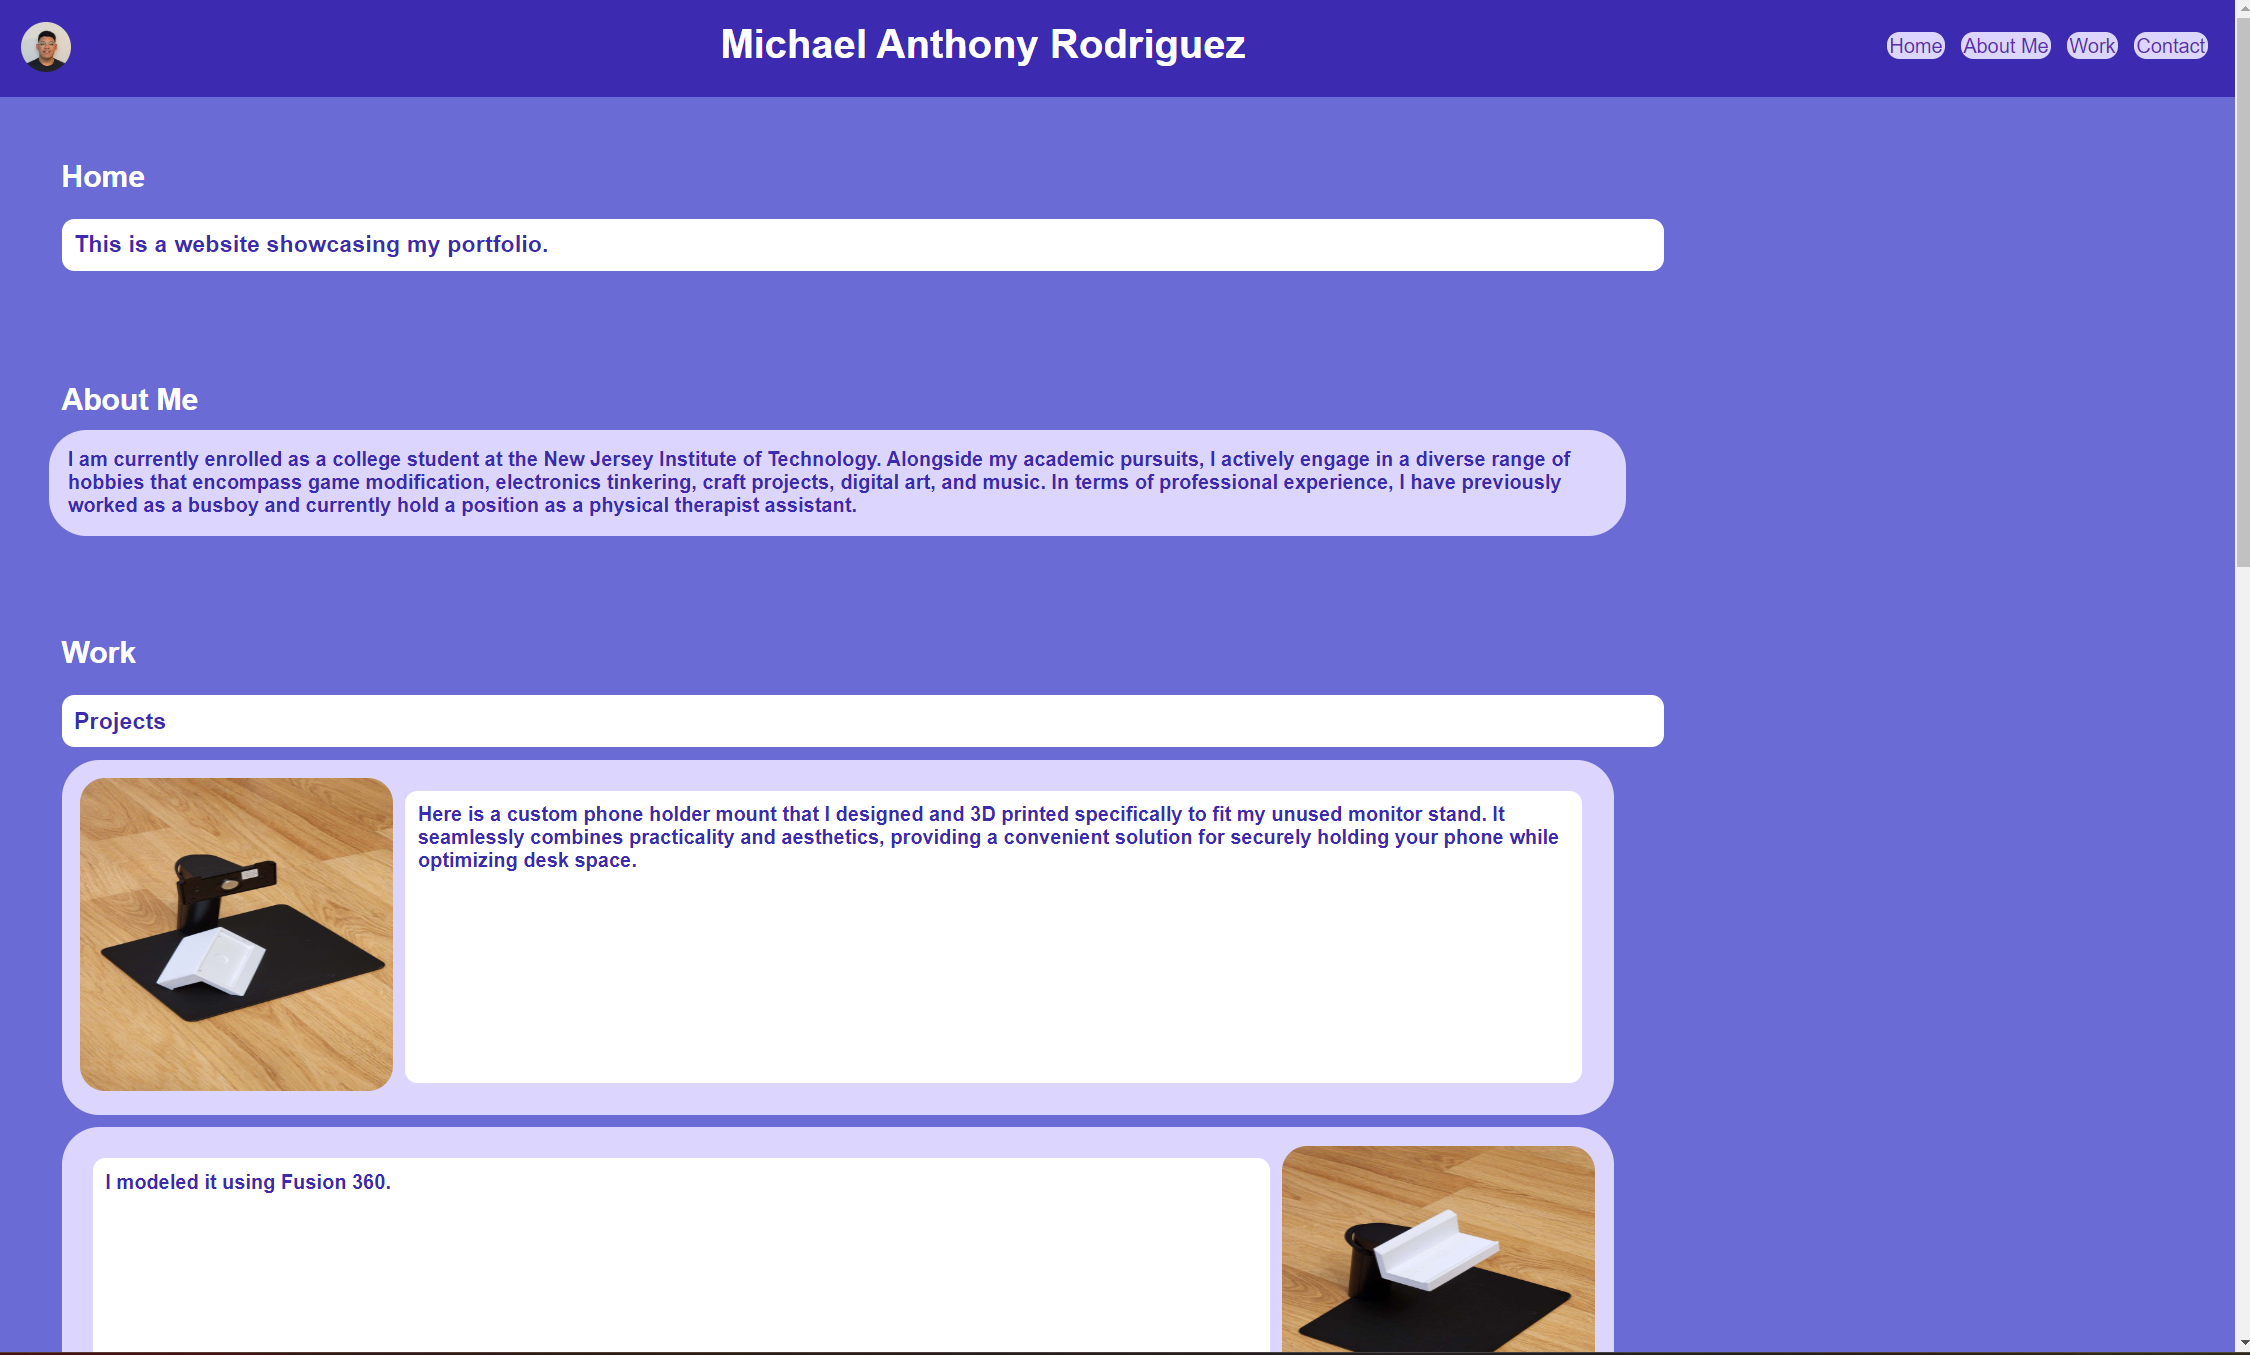 Michael Anthony Rodriguez
Home
About Me
Work
Contact
Home
This is a website showcasing my portfolio.
About Me
I am currently enrolled as a college student at the New Jersey Institute of Technology. Alongside my academic pursuits, I actively engage in a diverse range of
hobbies that encompass game modification, electronics tinkering, craft projects, digital art, and music. In terms of professional experience, I have previously
worked as a busboy and currently hold a position as a physical therapist assistant.
Work
Projects
Here is a custom phone holder mount that I designed and 3D printed specifically to fit my unused monitor stand. It
seamlessly combines practicality and aesthetics, providing a convenient solution for securely holding your phone while
optimizing desk space.
I modeled it using Fusion 360.